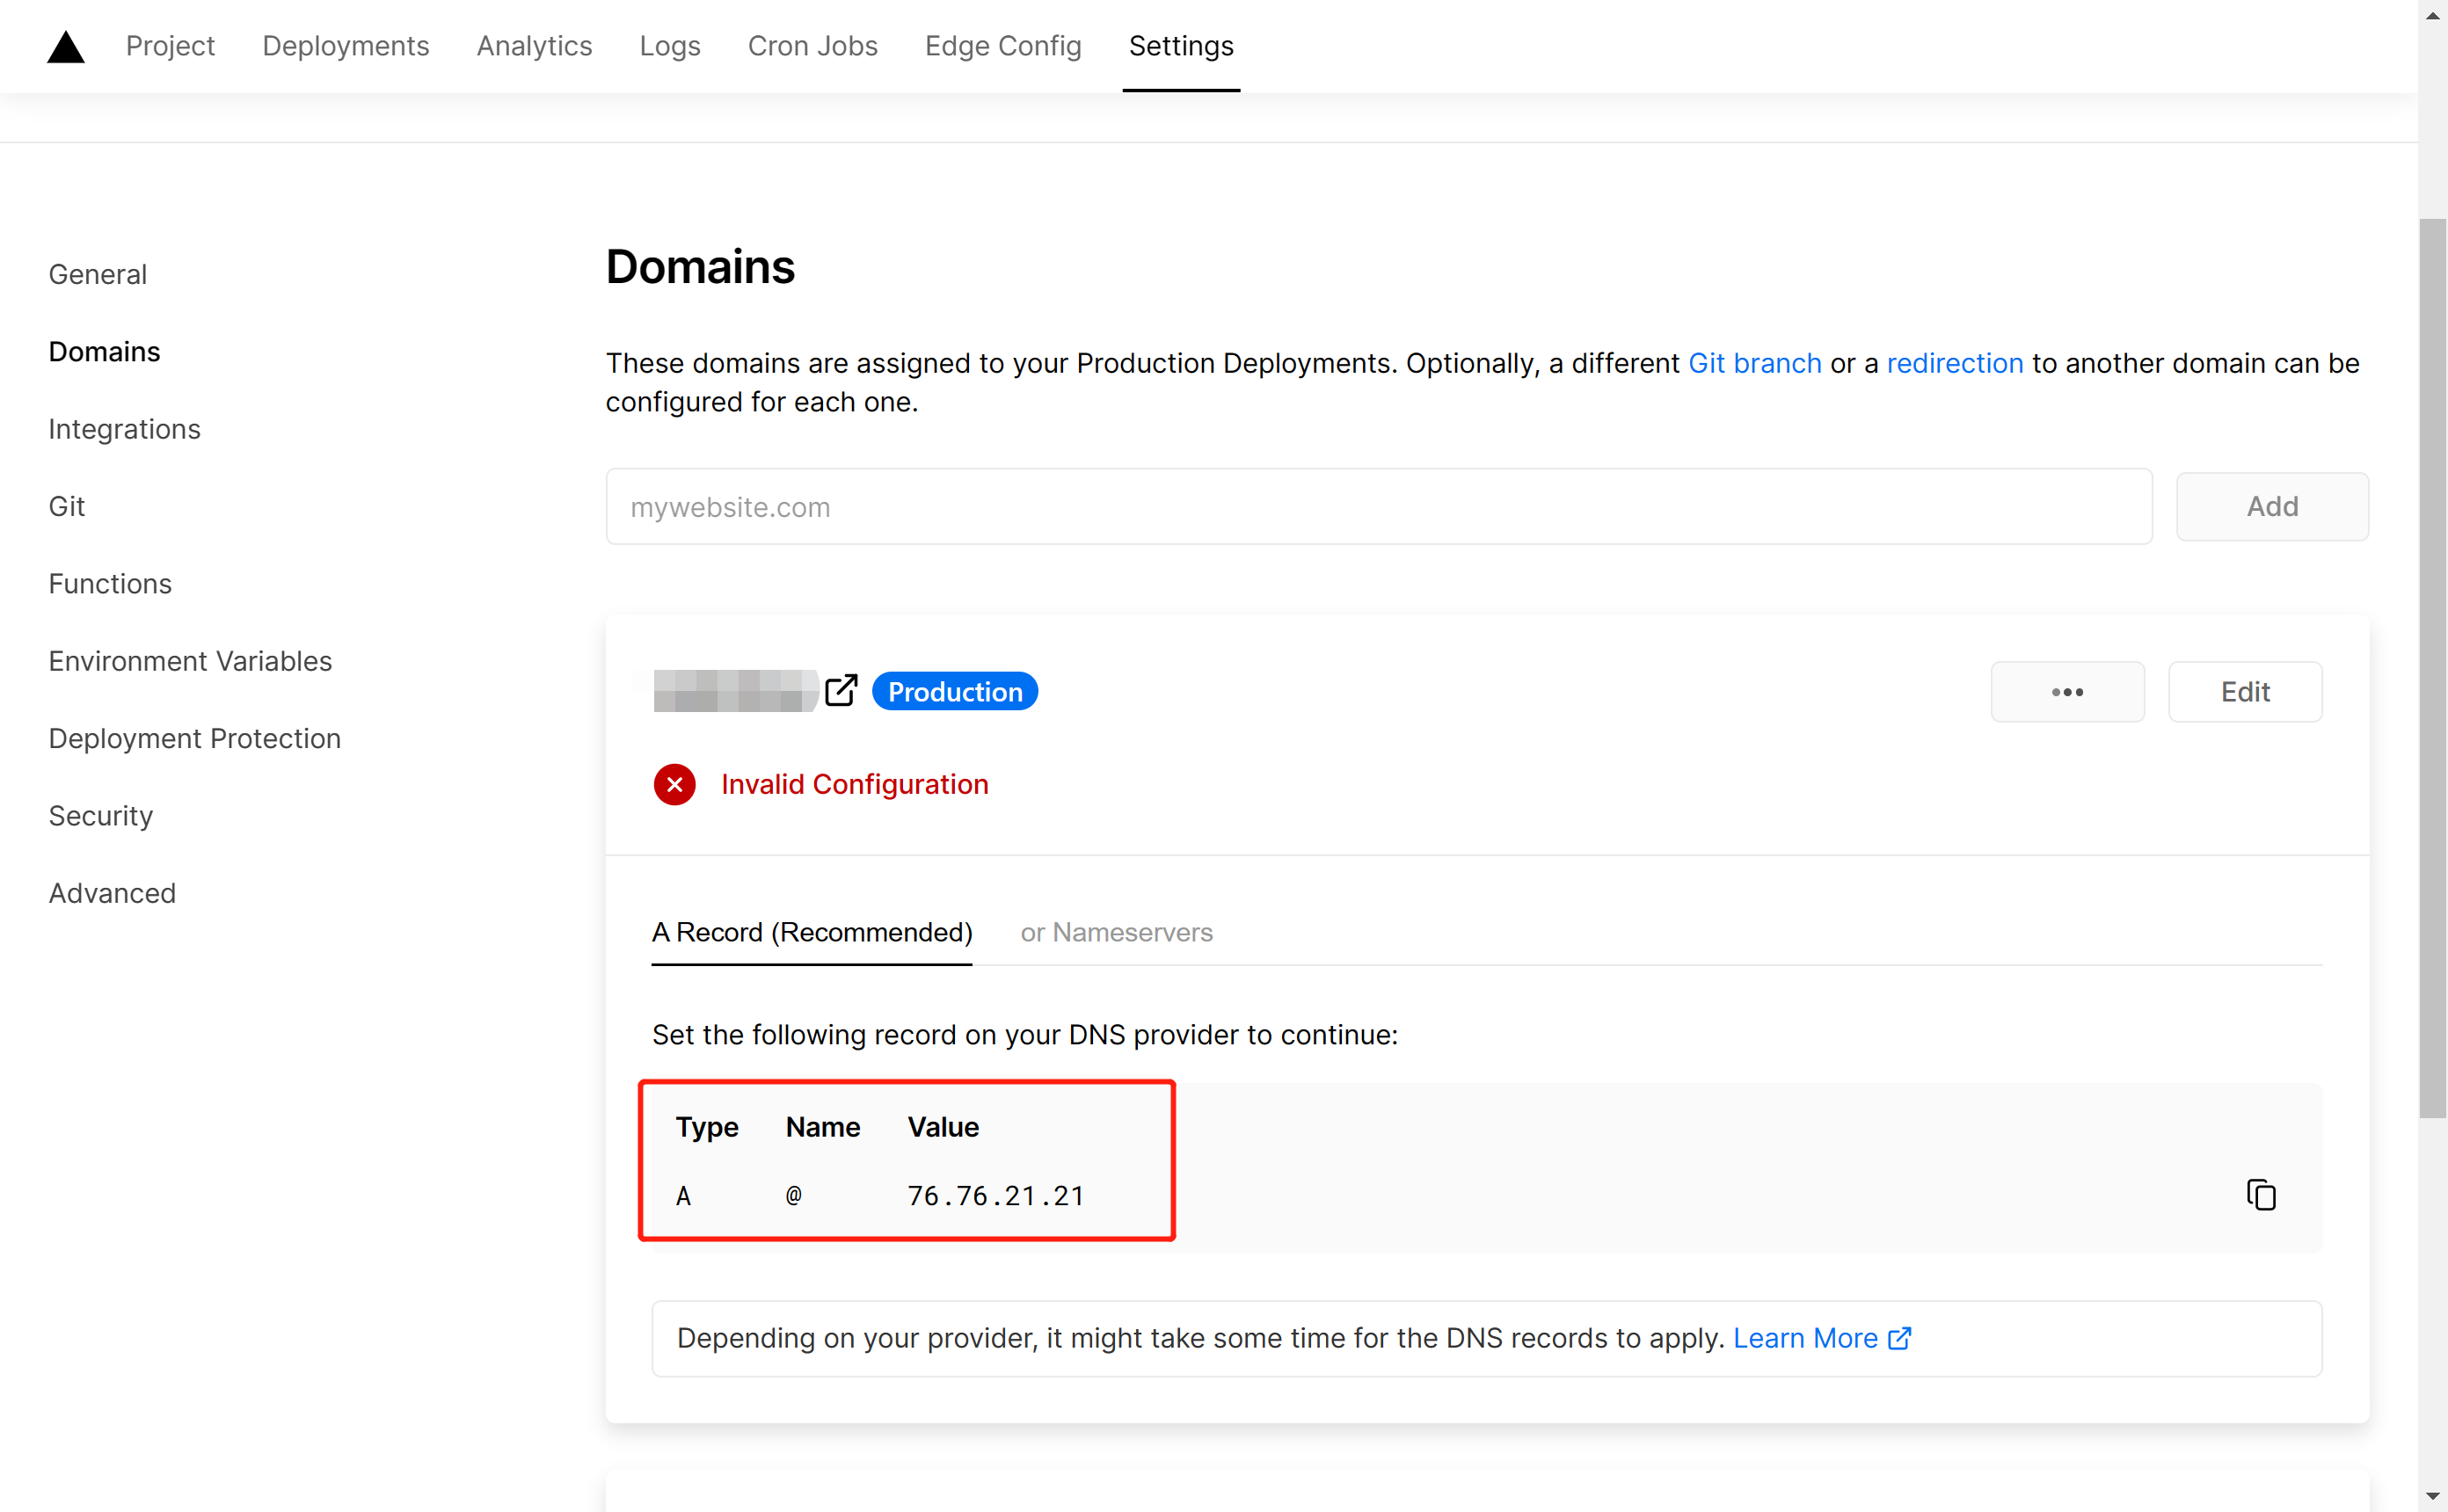 Project Deployments Analytics Logs Cron Jobs Edge Config Settings
General
Domains
Integrations
Git
Functions
Environment Variables
Deployment Protection
Security
Advanced
Domains
These domains are assigned to your Production Deployments. Optionally, a different Git branch or a redirection to another domain can be
configured for each one.
mywebsite.com
Add
Production
Edit
Invalid Configuration
A Record (Recommended) or Nameservers
Set the following record on your DNS provider to continue:
Type Name Value
A @ 76.76.21.21
Depending on your provider, it might take some time for the DNS records to apply. Learn More